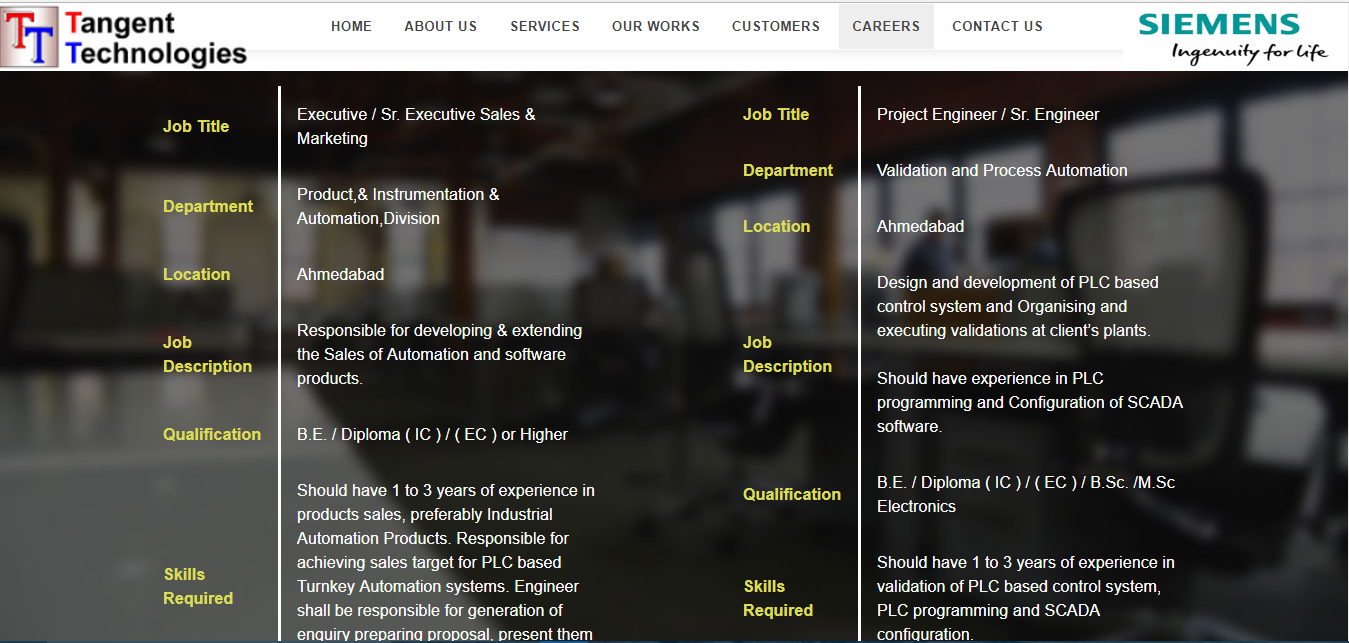 TT
Tangent
Technologies
HOME ABOUT US SERVICES OUR WORKS CUSTOMERS CAREERS CONTACT US
SIEMENS
Ingenuity for life
Job Title
Executive / Sr. Executive Sales &
Marketing
Department
Product,& Instrumentation &
Automation,Division
Location
Ahmedabad
Job
Description
Responsible for developing & extending
the Sales of Automation and software
products.
Qualification
B.E. / Diploma ( IC ) / ( EC ) or Higher
Skills
Required
Should have 1 to 3 years of experience in
products sales, preferably Industrial
Automation Products. Responsible for
achieving sales target for PLC based
Turnkey Automation systems. Engineer
shall be responsible for generation of
enquiry preparing proposal, present them
Job Title
Project Engineer / Sr. Engineer
Department
Validation and Process Automation
Location
Ahmedabad
Job
Description
Design and development of PLC based
control system and Organising and
executing validations at client's plants.
Should have experience in PLC
programming and Configuration of SCADA
software.
Qualification
B.E. / Diploma ( IC ) / ( EC ) / B.Sc. /M.Sc
Electronics
Skills
Required
Should have 1 to 3 years of experience in
validation of PLC based control system,
PLC programming and SCADA
configuration.